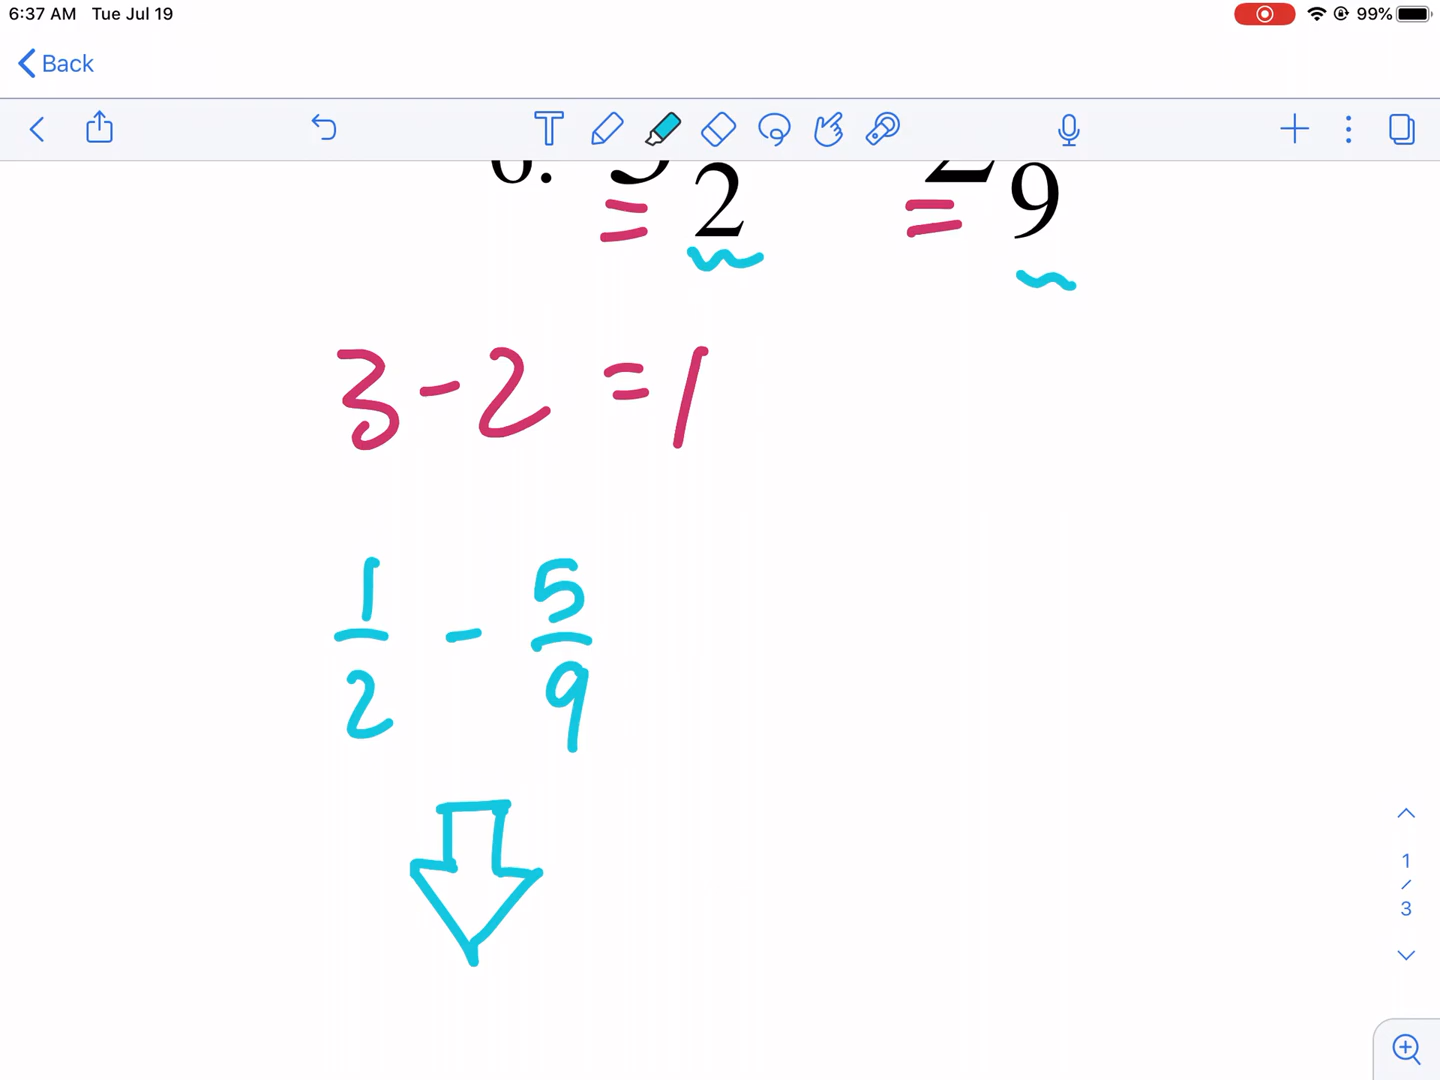 6:37 AM Tue Jul 19 99%
Back
T
2 9
3 - 2 = 1
1/2 - 5/9
1
/
3